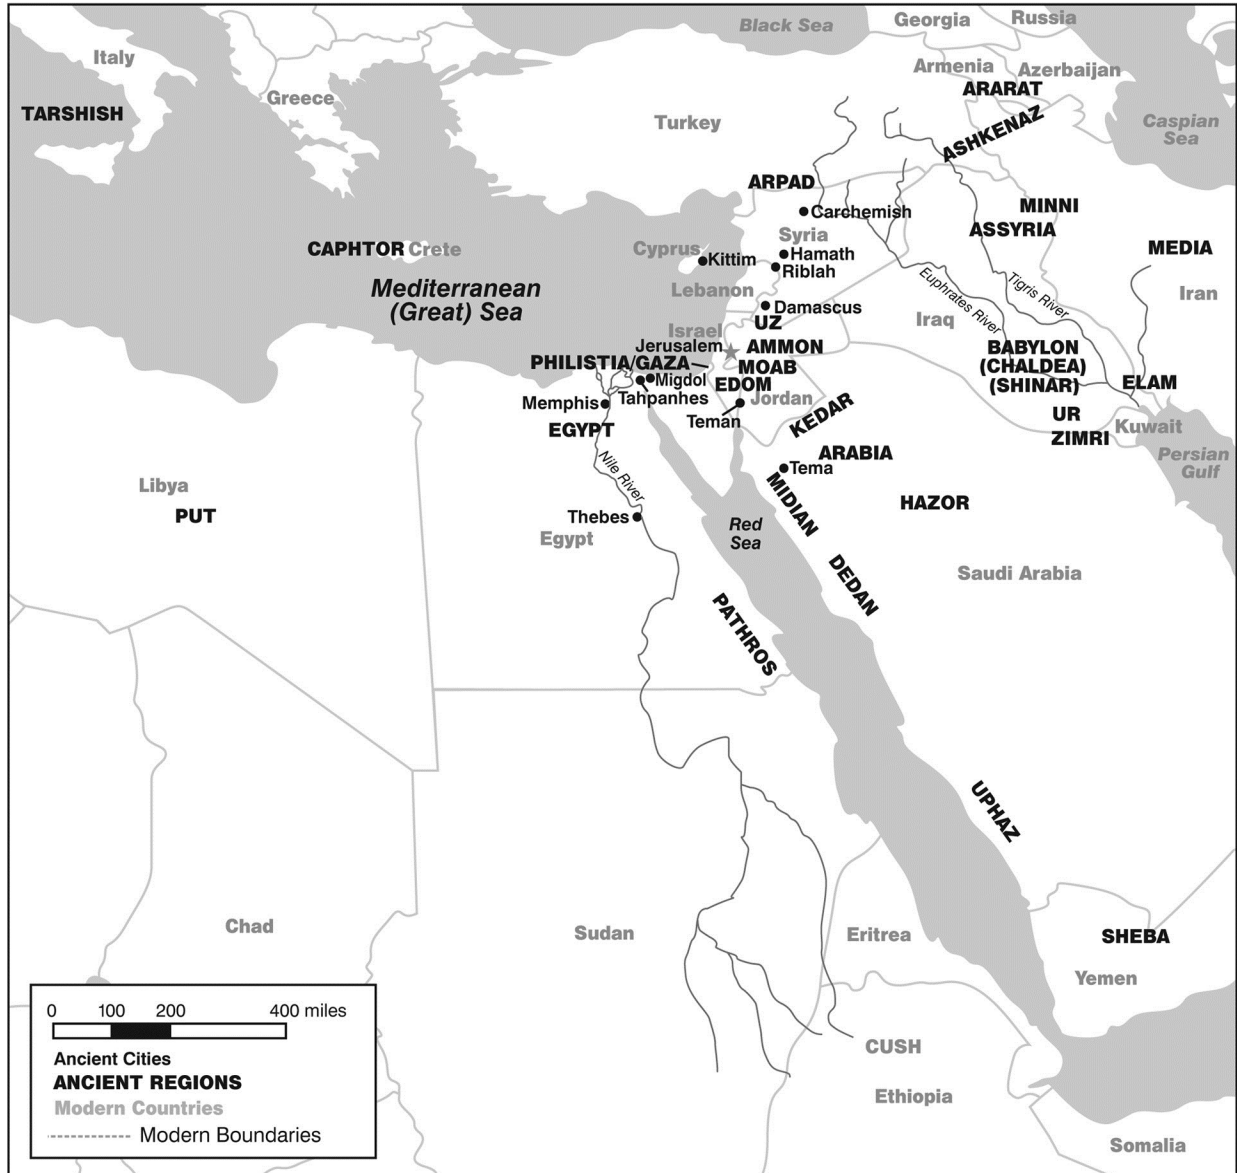 Black Sea
Georgia
Russia
Italy
Armenia
Azerbaijan
Greece
ARARAT
TARSHISH
Turkey
ASHKENAZ
Caspian
Sea
ARPAD
Carchemish
MINNI
ASSYRIA
Syria
CAPHTOR
Crete
Cyprus
Kittim
Hamath
Riblah
MEDIA
Mediterranean
(Great) Sea
Lebanon
Euphrates River
Tigris River
Iran
Damascus
UZ
Iraq
Israel
Jerusalem
AMMON
BABYLON
(CHALDEA)
(SHINAR)
PHILISTIA/GAZA
MOAB
Migdol
EDOM
ELAM
Memphis
Tahpanhes
Jordan
Teman
KEDAR
UR
Kuwait
EGYPT
ZIMRI
ARABIA
Persian
Gulf
Nile River
Tema
Libya
PUT
MIDIAN
HAZOR
Thebes
Red
Sea
Egypt
DEDAN
Saudi Arabia
PATHROS
UPHAZ
Chad
Sudan
Eritrea
SHEBA
Yemen
CUSH
Ethiopia
Somalia
0 100 200 400 miles
Ancient Cities
ANCIENT REGIONS
Modern Countries
Modern Boundaries